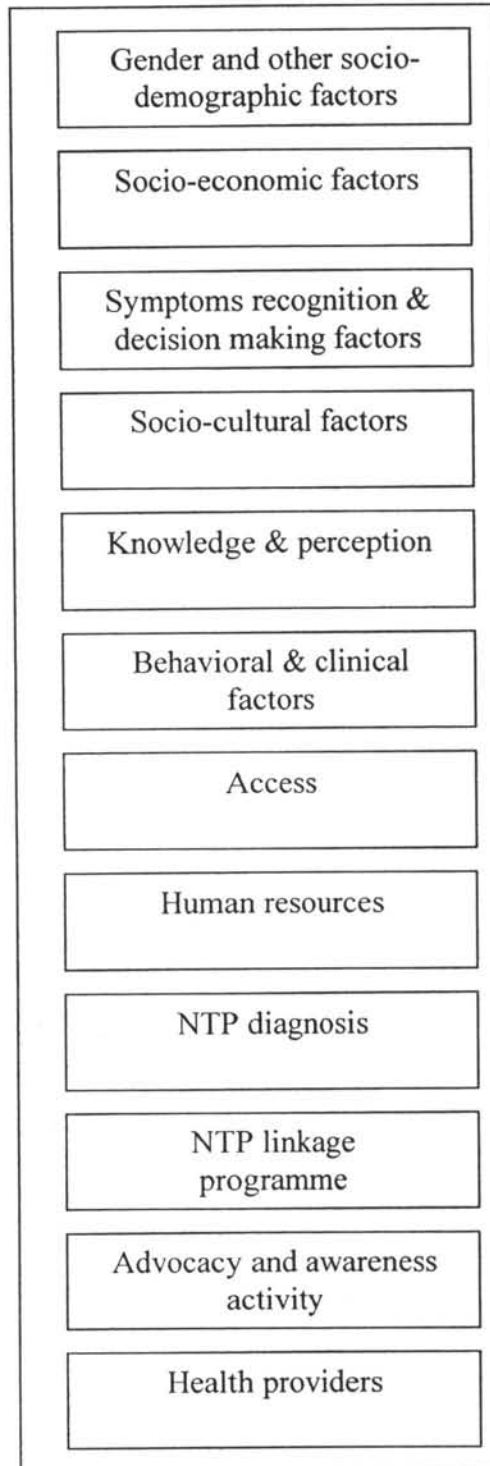 Gender and other socio-
demographic factors
Socio-economic factors
Symptoms recognition &
decision making factors
Socio-cultural factors
Knowledge & perception
Behavioral & clinical
factors
Access
Human resources
NTP diagnosis
NTP linkage
programme
Advocacy and awareness
activity
Health providers